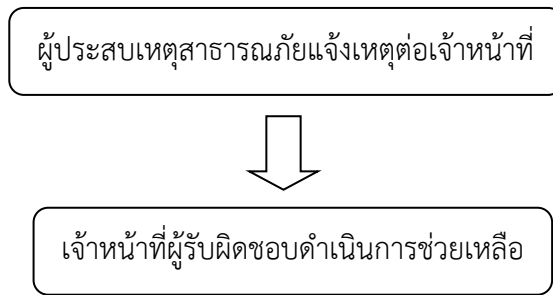 ผู้ประสบเหตุสาธารณภัยแจ้งเหตุต่อเจ้าหน้าที่
เจ้าหน้าที่ผู้รับผิดชอบดำเนินการช่วยเหลือ